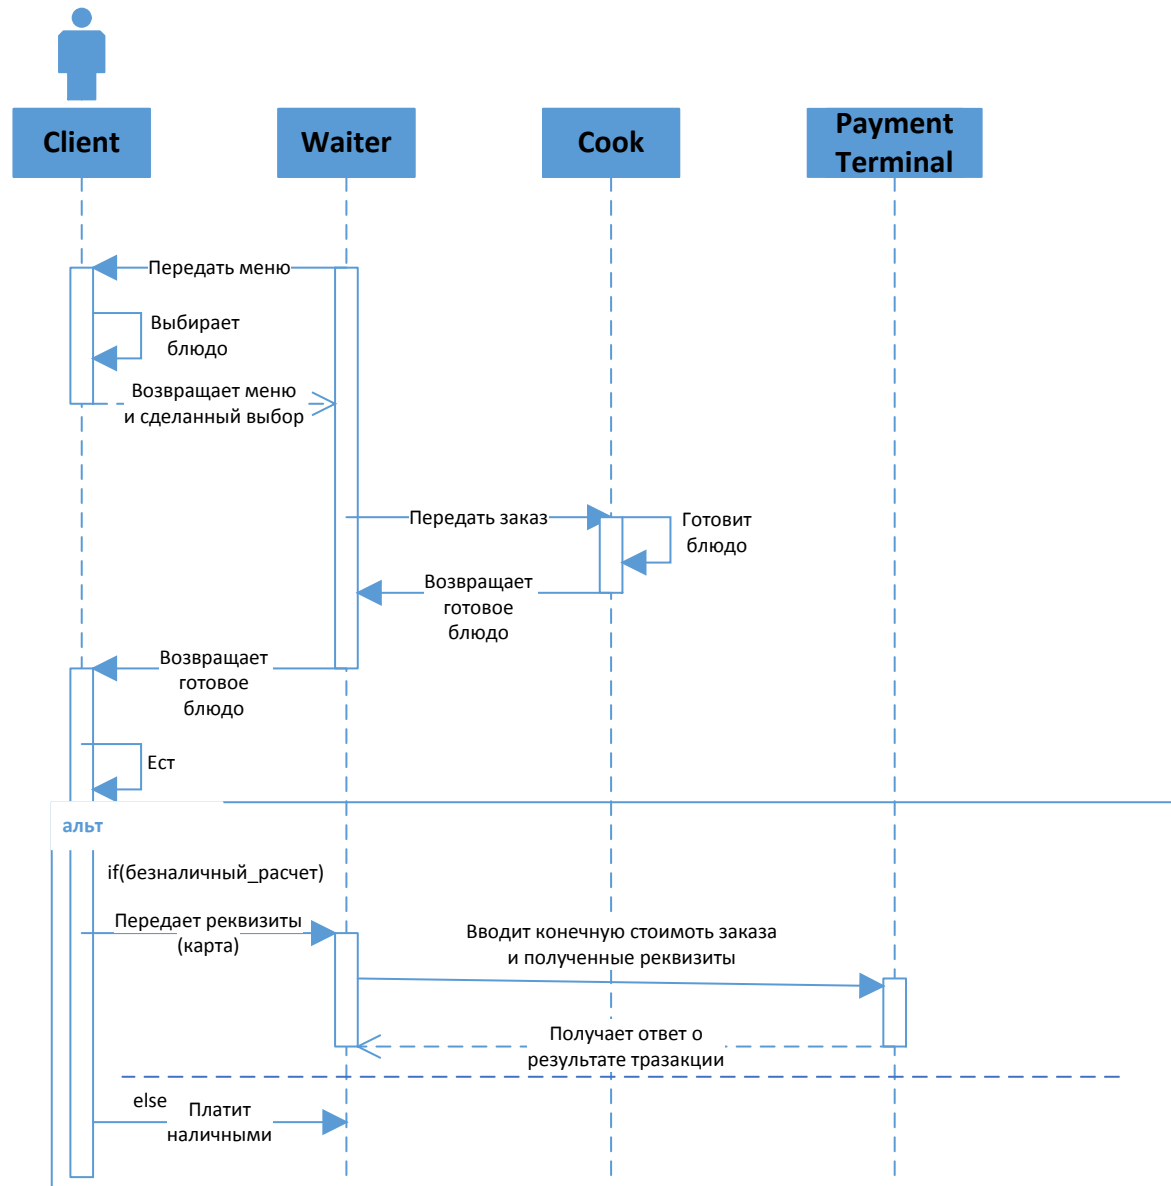 Client
Waiter
Cook
Payment
Terminal
Передать меню
Выбирает
блюдо
Возвращает меню
и сделанный выбор
Передать заказ
Готовит
блюдо
Возвращает
готовое
блюдо
Возвращает
готовое
блюдо
Ест
альт
if(безналичный_расчет)
Передает реквизиты
(карта)
Вводит конечную стоимоть заказа
и полученные реквизиты
Получает ответ о
результате тразакции
else
Платит
наличными